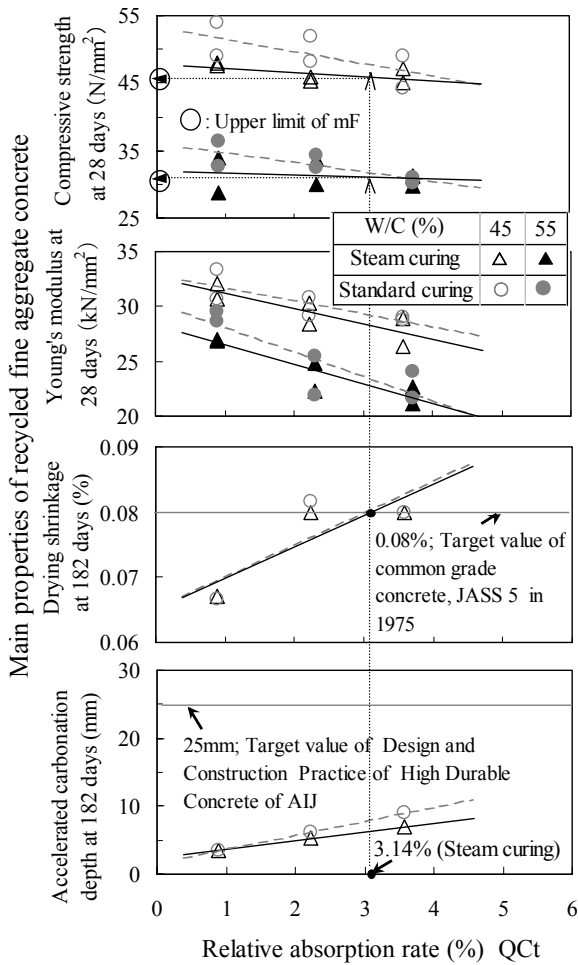 Main properties of recycled fine aggregate concrete
Compressive strength
at 28 days (N/mm²)
55
45
35
25
: Upper limit of mF
W/C (%) 45 55
Steam curing
Standard curing
Young's modulus at
28 days (kN/mm²)
35
30
25
20
Drying shrinkage
at 182 days (%)
0.09
0.08
0.07
0.06
0.08%; Target value of
common grade
concrete, JASS 5 in
1975
Accelerated carbonation
depth at 182 days (mm)
30
25
20
10
5
0
25mm; Target value of Design and
Construction Practice of High Durable
Concrete of AIJ
3.14% (Steam curing)
0 1 2 3 4 5 6
Relative absorption rate (%) QCt